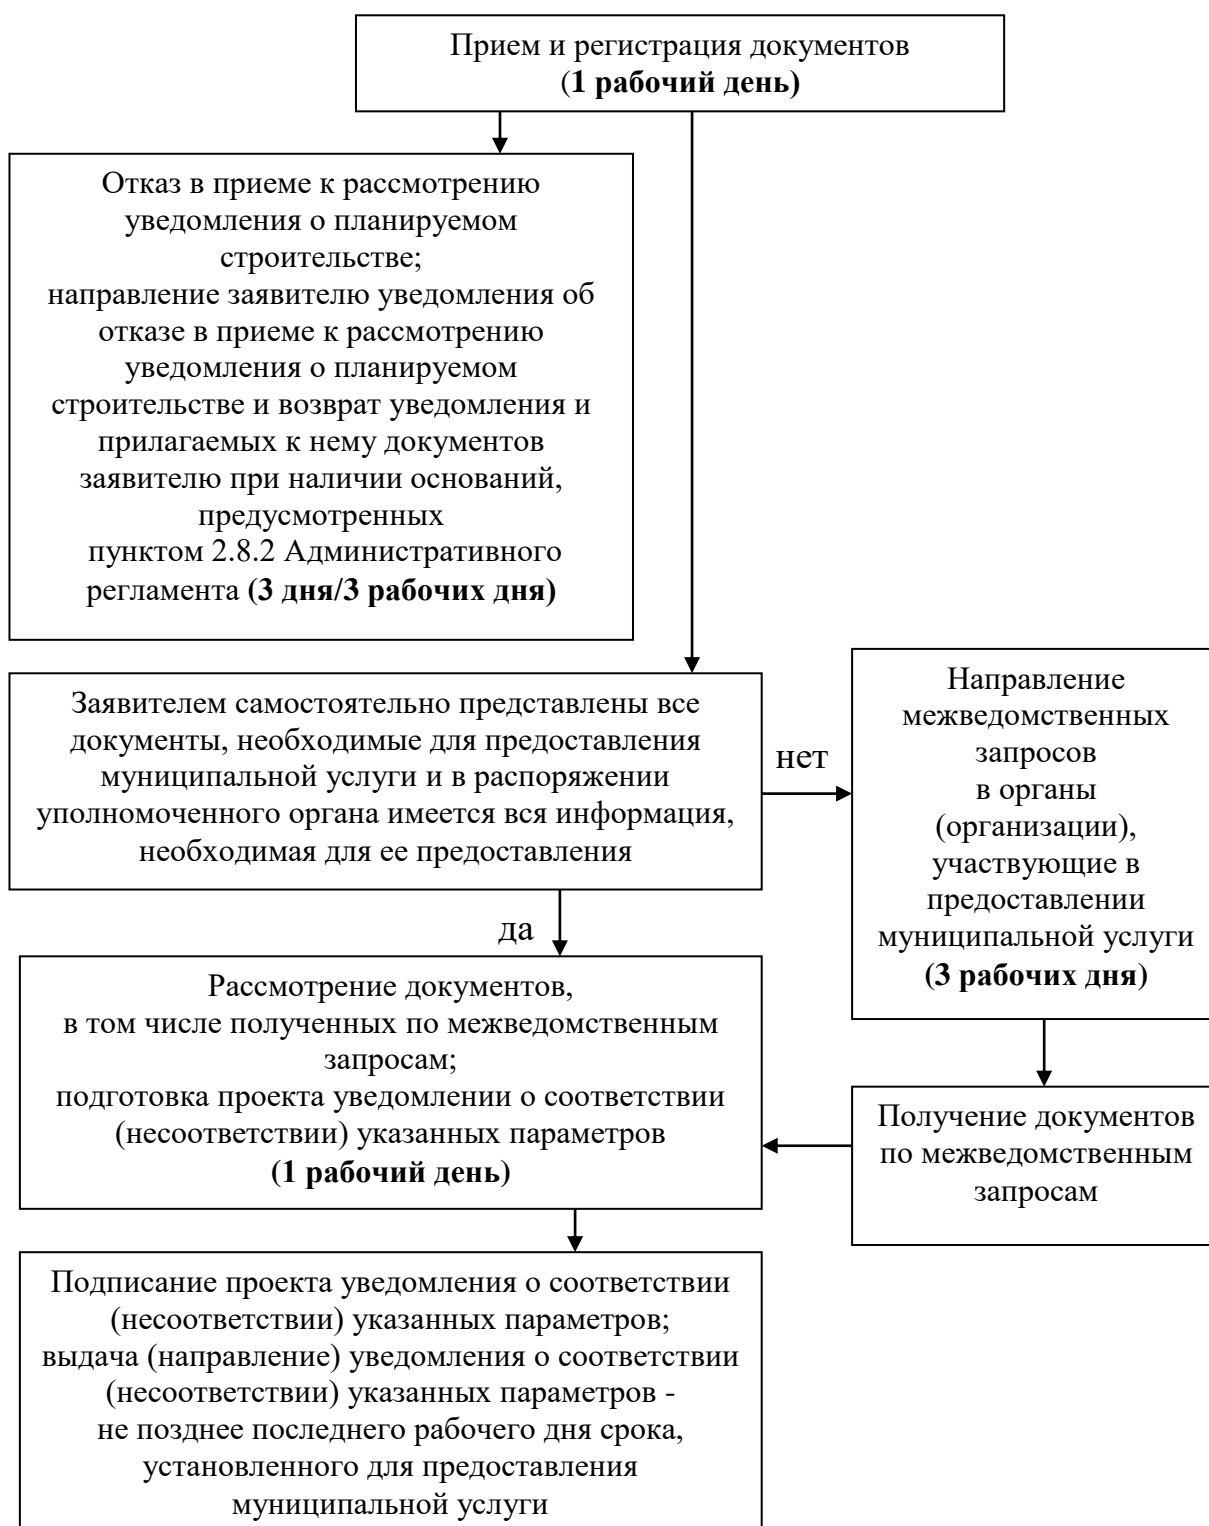 Прием и регистрация документов
(1 рабочий день)
Отказ в приеме к рассмотрению
уведомления о планируемом
строительстве;
направление заявителю уведомления об
отказе в приеме к рассмотрению
уведомления о планируемом
строительстве и возврат уведомления и
прилагаемых к нему документов
заявителю при наличии оснований,
предусмотренных
пунктом 2.8.2 Административного
регламента (3 дня/3 рабочих дня)
Заявителем самостоятельно представлены все
документы, необходимые для предоставления
муниципальной услуги и в распоряжении
уполномоченного органа имеется вся информация,
необходимая для ее предоставления
нет
Направление
межведомственных
запросов
в органы
(организации),
участвующие в
предоставлении
муниципальной услуги
(3 рабочих дня)
да
Рассмотрение документов,
в том числе полученных по межведомственным
запросам;
подготовка проекта уведомлении о соответствии
(несоответствии) указанных параметров
(1 рабочий день)
Получение документов
по межведомственным
запросам
Подписание проекта уведомления о соответствии
(несоответствии) указанных параметров;
выдача (направление) уведомления о соответствии
(несоответствии) указанных параметров -
не позднее последнего рабочего дня срока,
установленного для предоставления
муниципальной услуги